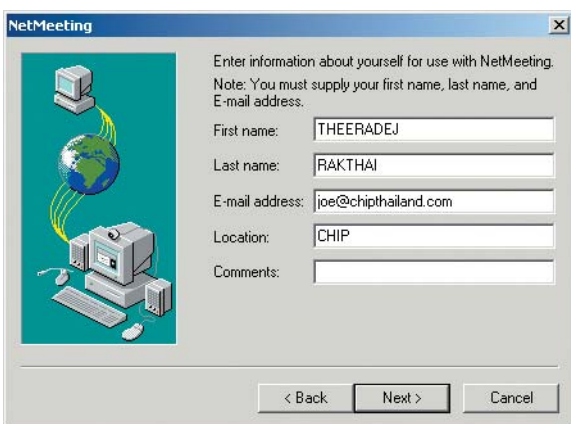 NetMeeting
Enter information about yourself for use with NetMeeting.
Note: You must supply your first name, last name, and
E-mail address.
First name: THEERADEJ
Last name: RAKTHAI
E-mail address: joe@chipthailand.com
Location: CHIP
Comments:
< Back Next > Cancel